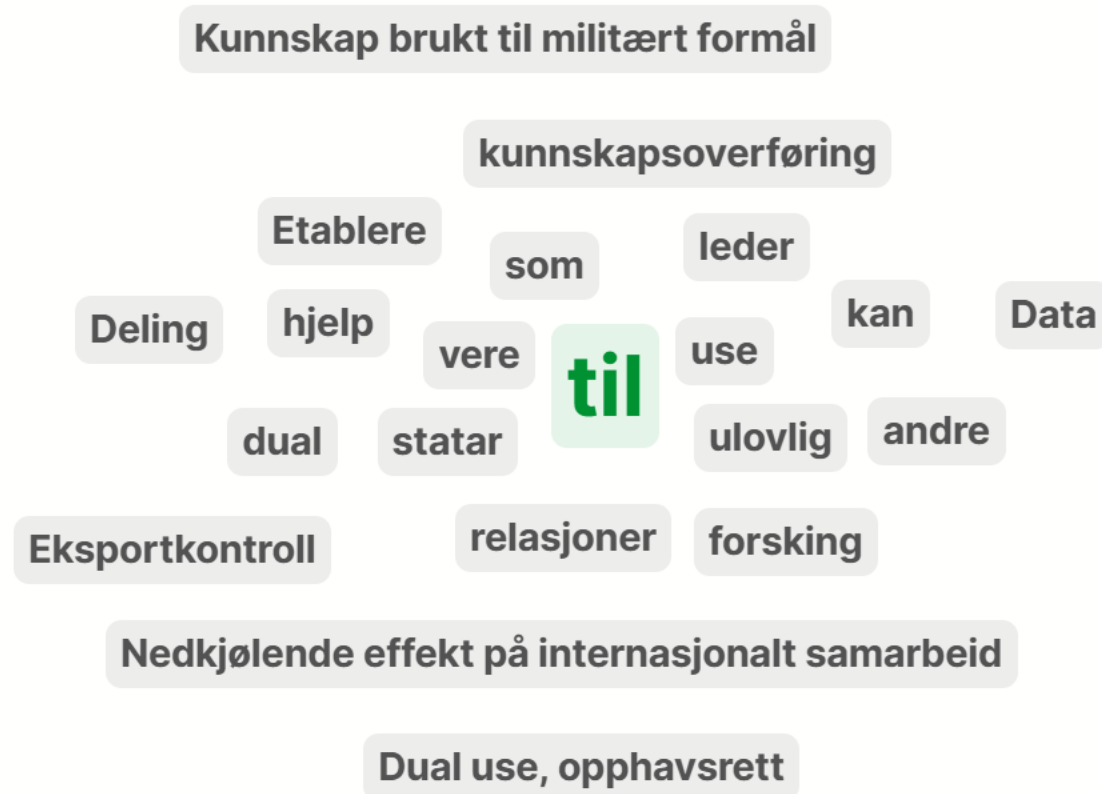 Kunnskap brukt til militært formål
kunnskapsoverføring
Etablere
leder
som
kan
Data
hjelp
Deling
use
vere
til
andre
ulovlig
dual
statar
relasjoner
forsking
Eksportkontroll
Nedkjølende effekt på internasjonalt samarbeid
Dual use, opphavsrett